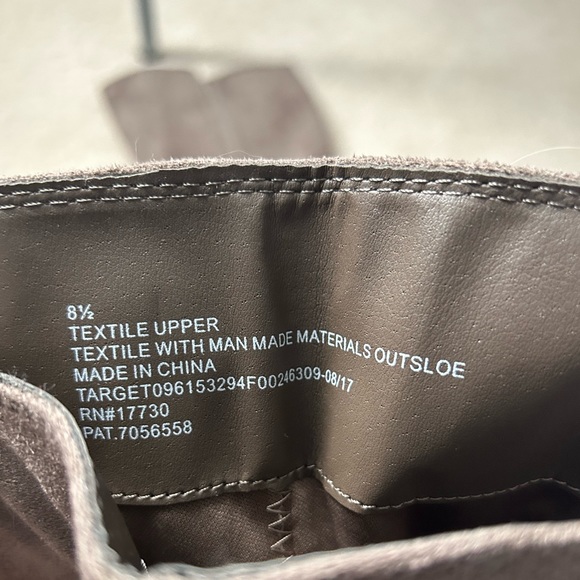 8½
TEXTILE UPPER
TEXTILE WITH MAN MADE MATERIALS OUTSLOE
MADE IN CHINA
TARGET096153294F00246309-08/17
RN#17730
PAT.7056558